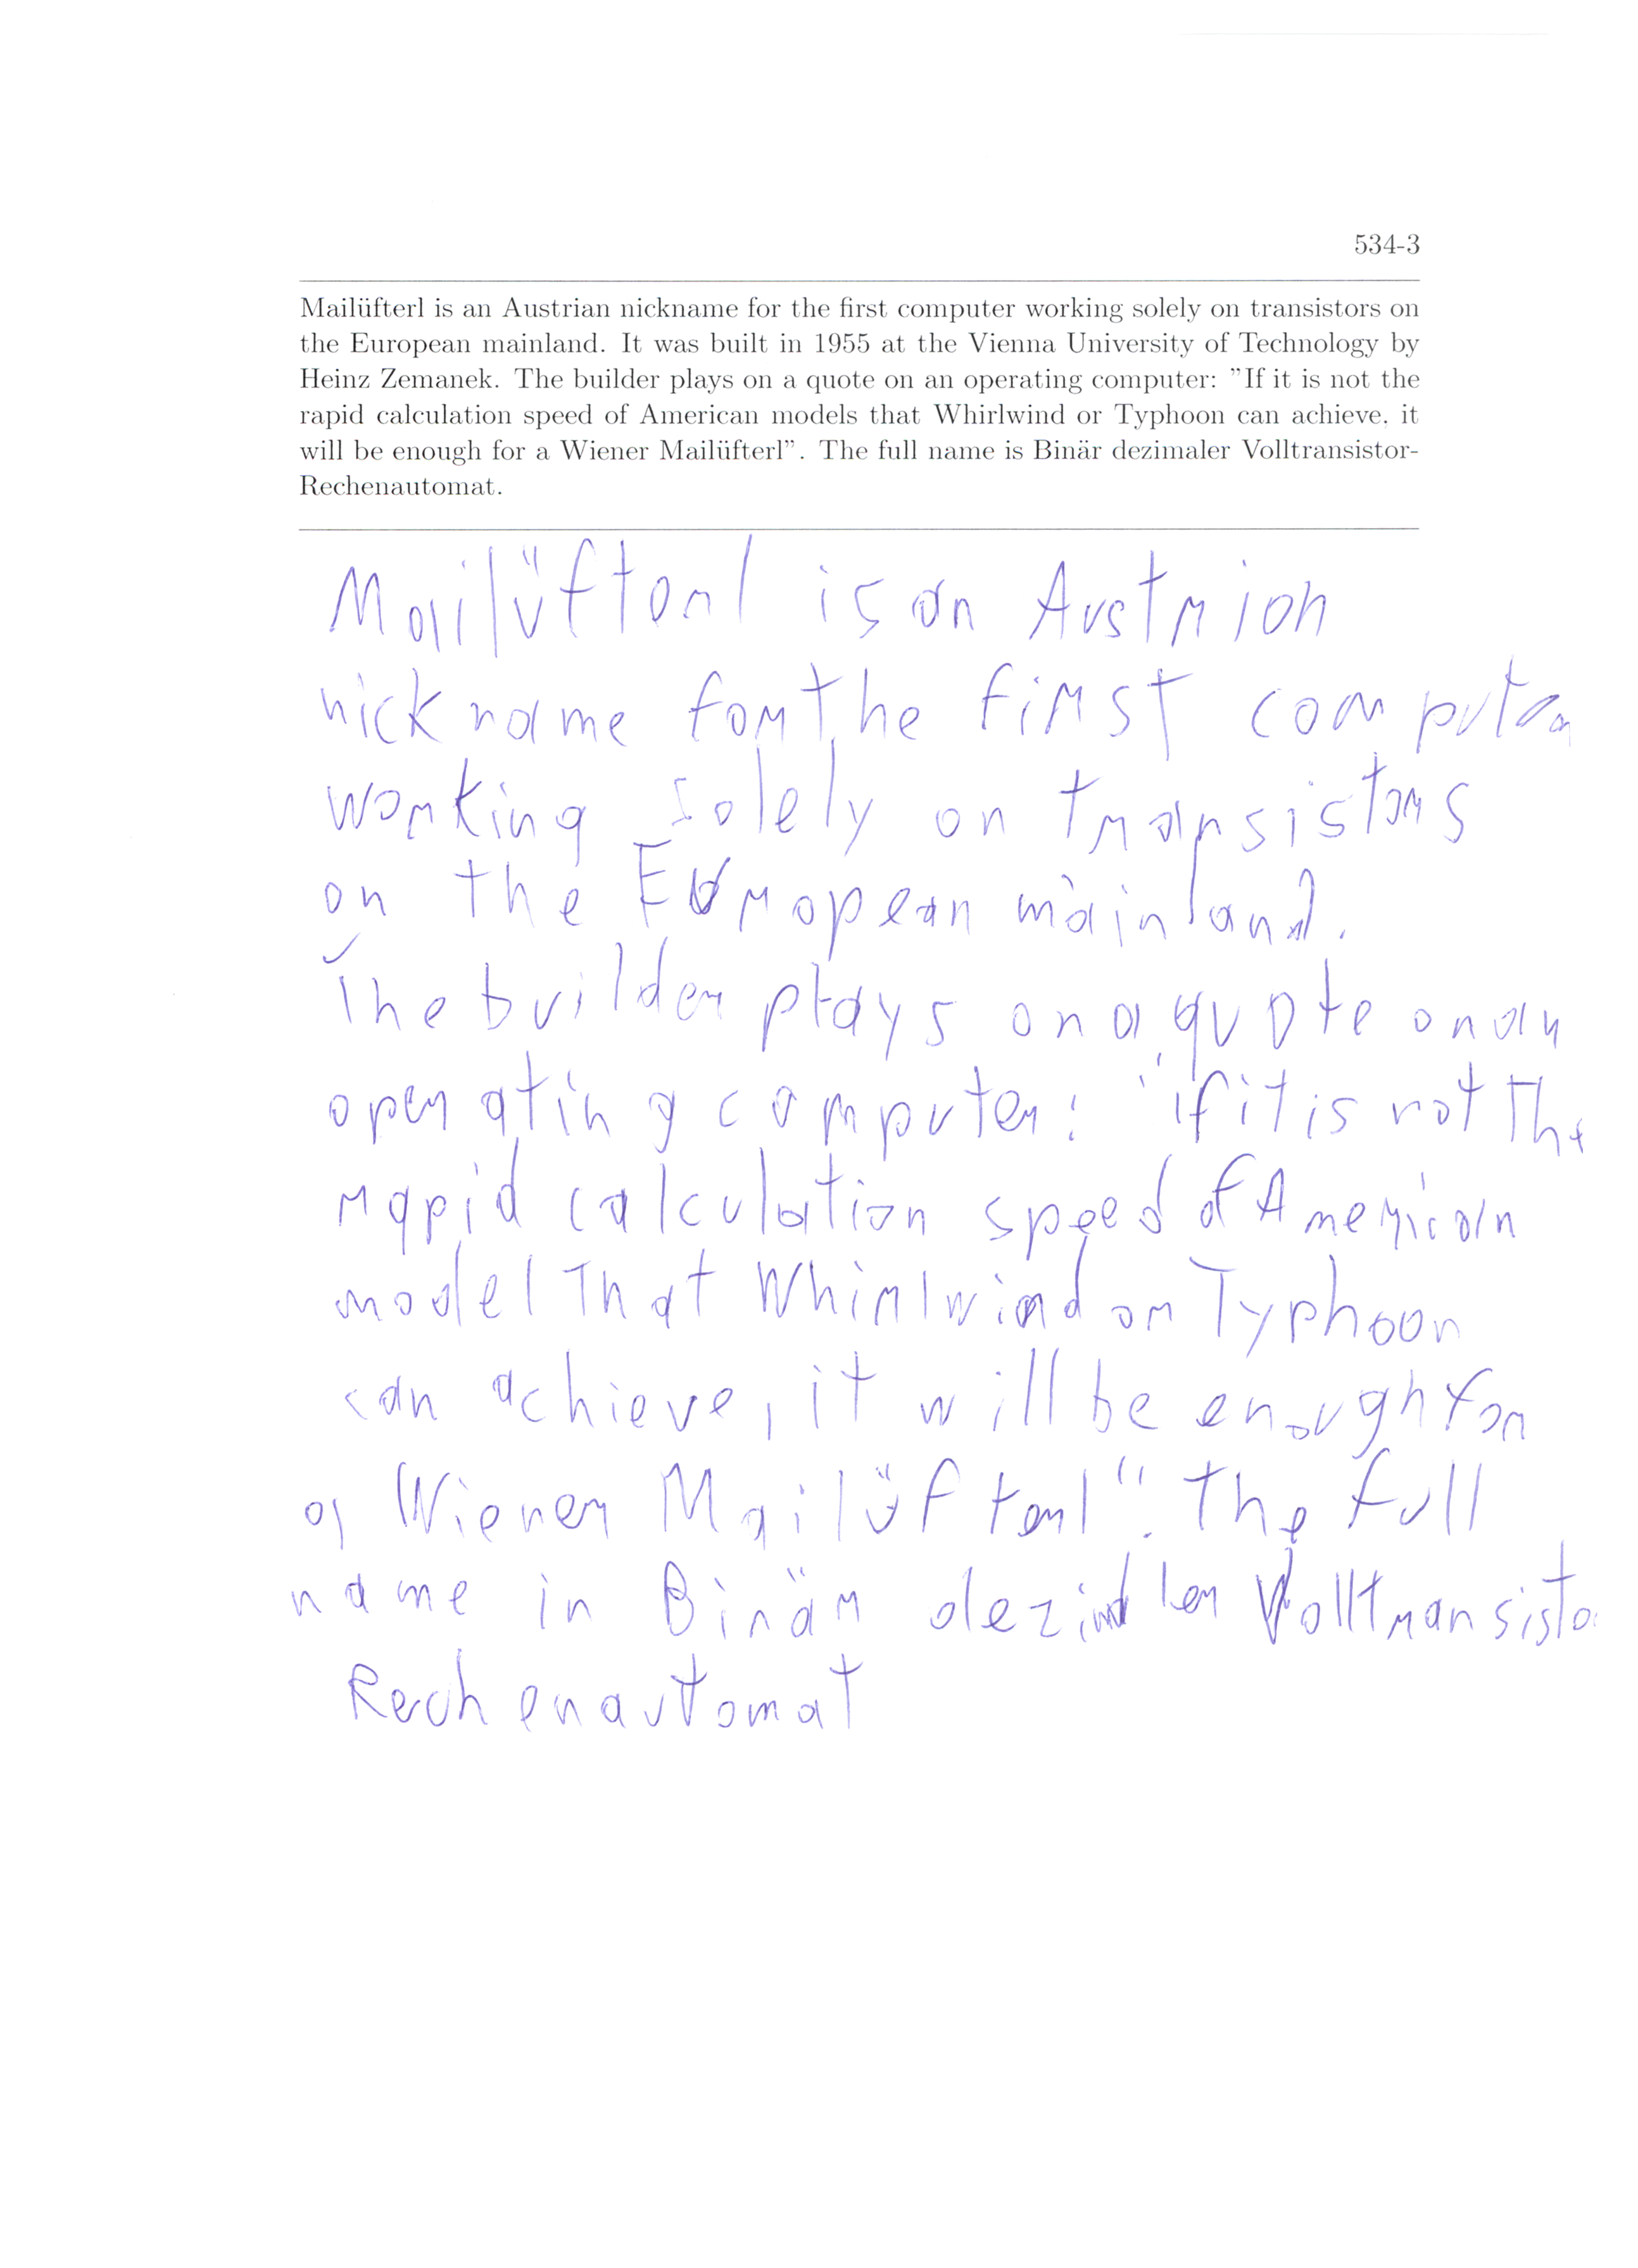 534-3
Mailüfterl is an Austrian nickname for the first computer working solely on transistors on
the European mainland. It was built in 1955 at the Vienna University of Technology by
Heinz Zemanek. The builder plays on a quote on an operating computer: "If it is not the
rapid calculation speed of American models that Whirlwind or Typhoon can achieve, it
will be enough for a Wiener Mailüfterl". The full name is Binär dezimaler Volltransistor-
Rechenautomat.
Mailüfterl is an Austrian
nickname for the first computer
working solely on transistors
on the European mainland.
The builder plays on a quote on an
operating computer: "if it is not the
rapid calculation speed of American
model that Whirlwind or Typhoon
can achieve, it will be enough for
a Wiener Mailüfterl". The full
name in Binär Volltransisto
Rechenautomat